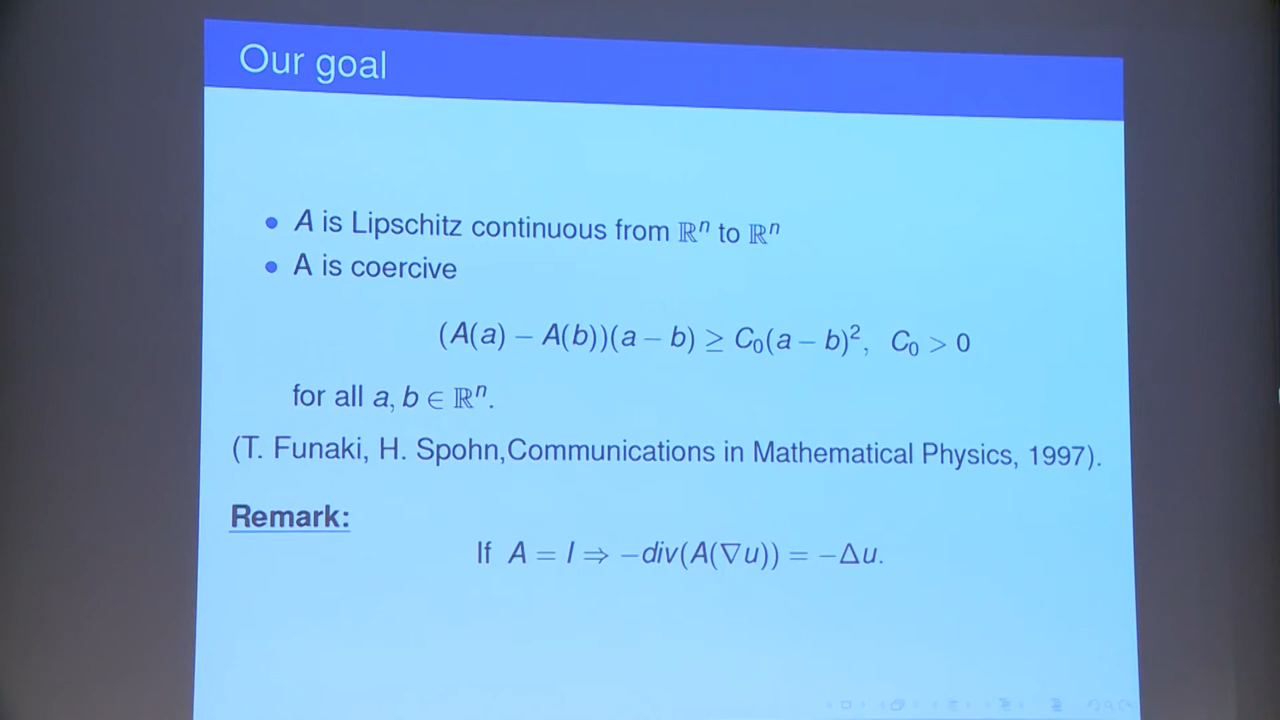 Our goal
• A is Lipschitz continuous from ℝⁿ to ℝⁿ
• A is coercive
(A(a) − A(b))(a − b) ≥ C₀(a − b)², C₀ > 0
for all a, b ∈ ℝⁿ.
(T. Funaki, H. Spohn,Communications in Mathematical Physics, 1997).
Remark:
If A = I ⇒ −div(A(∇u)) = −Δu.